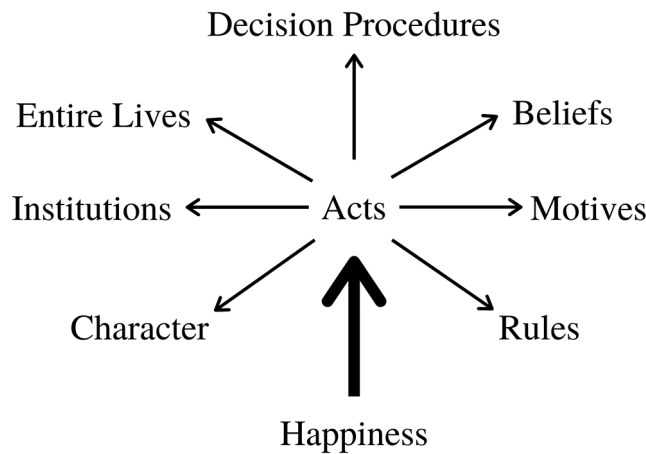 Decision Procedures
Entire Lives
Beliefs
Institutions
Acts
Motives
Character
Rules
Happiness